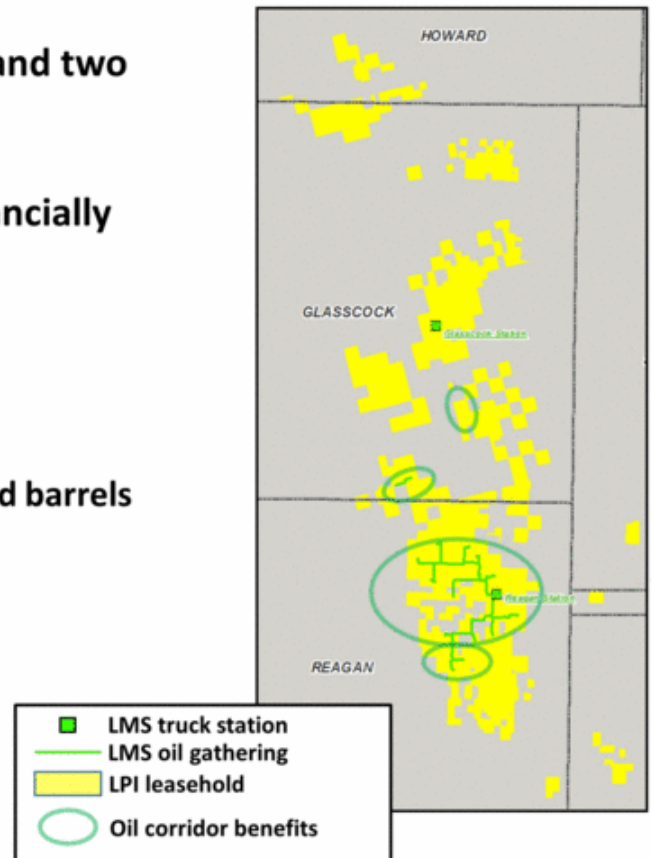 and two
ncially
d barrels
HOWARD
GLASSCOCK
Glasscock Station
Reagan Station
REAGAN
LMS truck station
LMS oil gathering
LPI leasehold
Oil corridor benefits